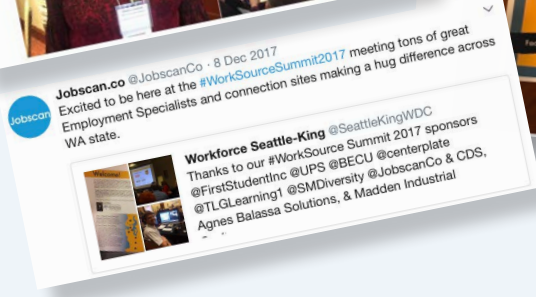 Jobscan.co @JobscanCo · 8 Dec 2017
Excited to be here at the #WorkSourceSummit2017 meeting tons of great
Employment Specialists and connection sites making a hug difference across
WA state.
Jobscan
Workforce Seattle-King @SeattleKingWDC
Thanks to our #WorkSource Summit 2017 sponsors
@FirstStudentInc @UPS @BECU @centerplate
@TLGLearning1 @SMDiversity @JobscanCo & CDS,
Agnes Balassa Solutions, & Madden Industrial
Welcome!